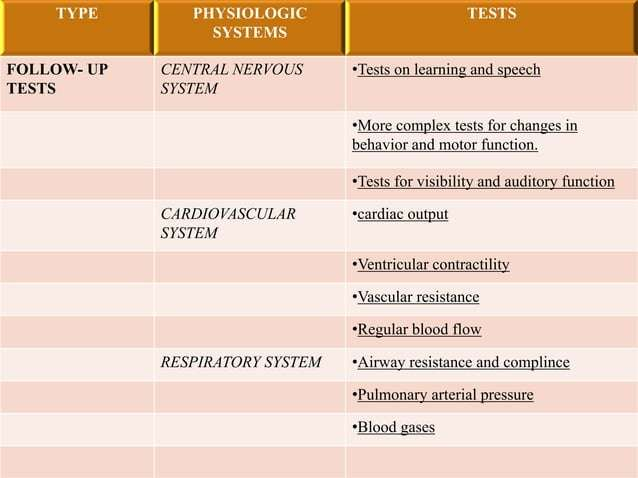 TYPE
PHYSIOLOGIC
SYSTEMS
TESTS
FOLLOW- UP
TESTS
CENTRAL NERVOUS
SYSTEM
•Tests on learning and speech
•More complex tests for changes in
behavior and motor function.
•Tests for visibility and auditory function
CARDIOVASCULAR
SYSTEM
•cardiac output
•Ventricular contractility
•Vascular resistance
•Regular blood flow
RESPIRATORY SYSTEM
•Airway resistance and complince
•Pulmonary arterial pressure
•Blood gases